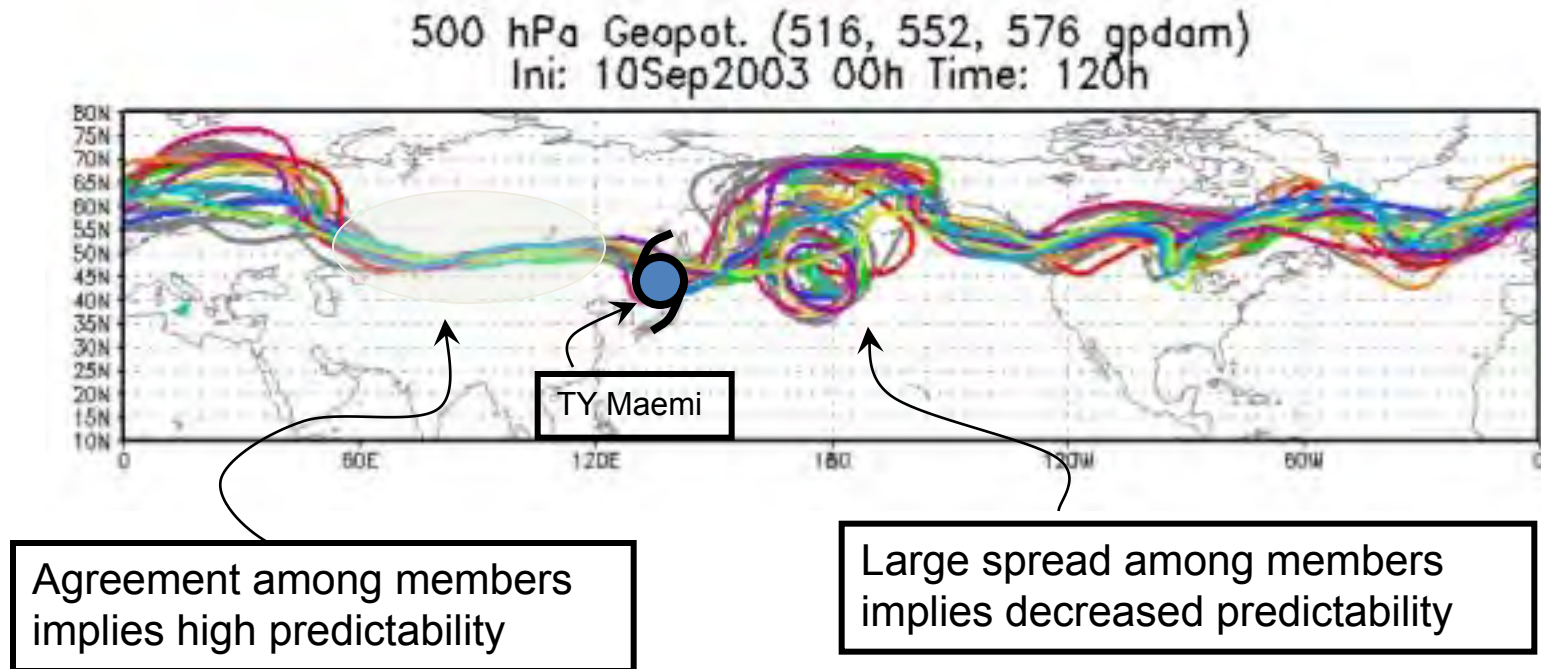 500 hPa Geopot. (516, 552, 576 gpdam)
Ini: 10Sep2003 00h Time: 120h
80N
75N
70N
65N
60N
55N
50N
45N
40N
35N
30N
25N
20N
15N
10N
0 60E 120E 180 120W 60W 0
TY Maemi
Agreement among members
implies high predictability
Large spread among members
implies decreased predictability